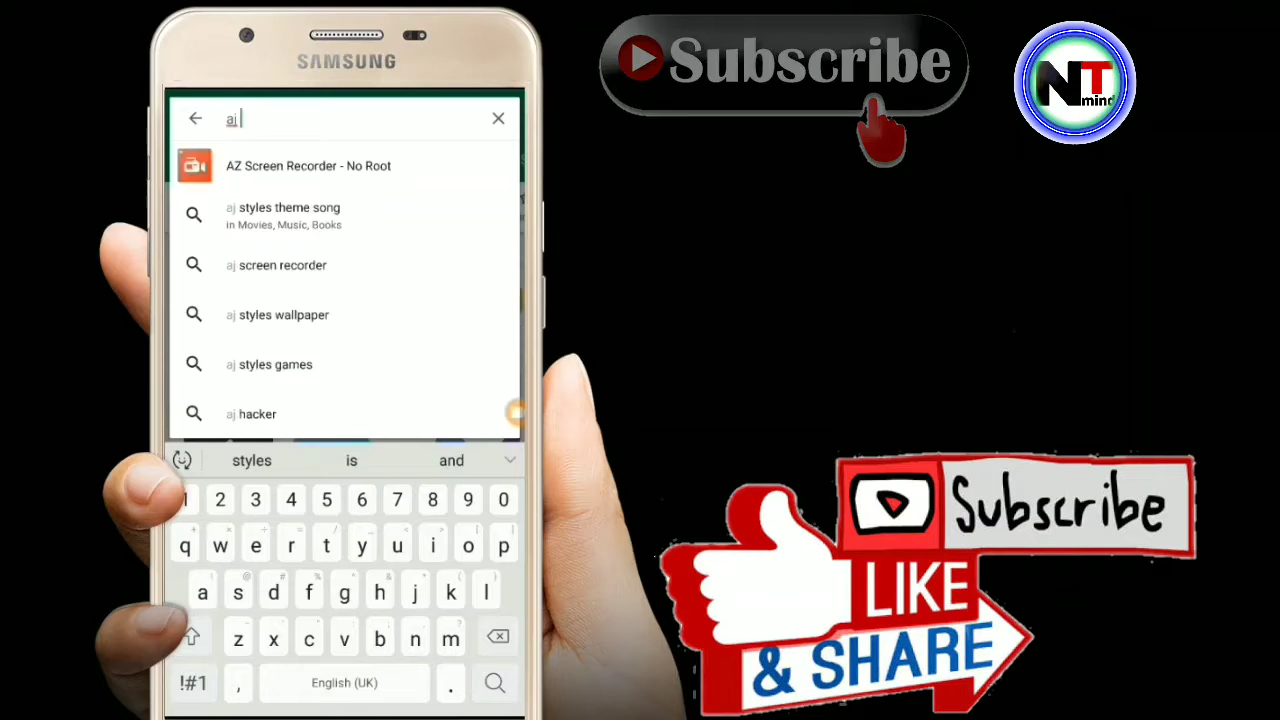 SAMSUNG
aj
AZ Screen Recorder - No Root
aj styles theme song
in Movies, Music, Books
aj screen recorder
aj styles wallpaper
aj styles games
aj hacker
styles is and
1 2 3 4 5 6 7 8 9 0
q w e r t y u i o p
a s d f g h j k l
z x c v b n m
!#1 , English (UK) .
Subscribe
NT
mind
Subscribe
LIKE
& SHARE